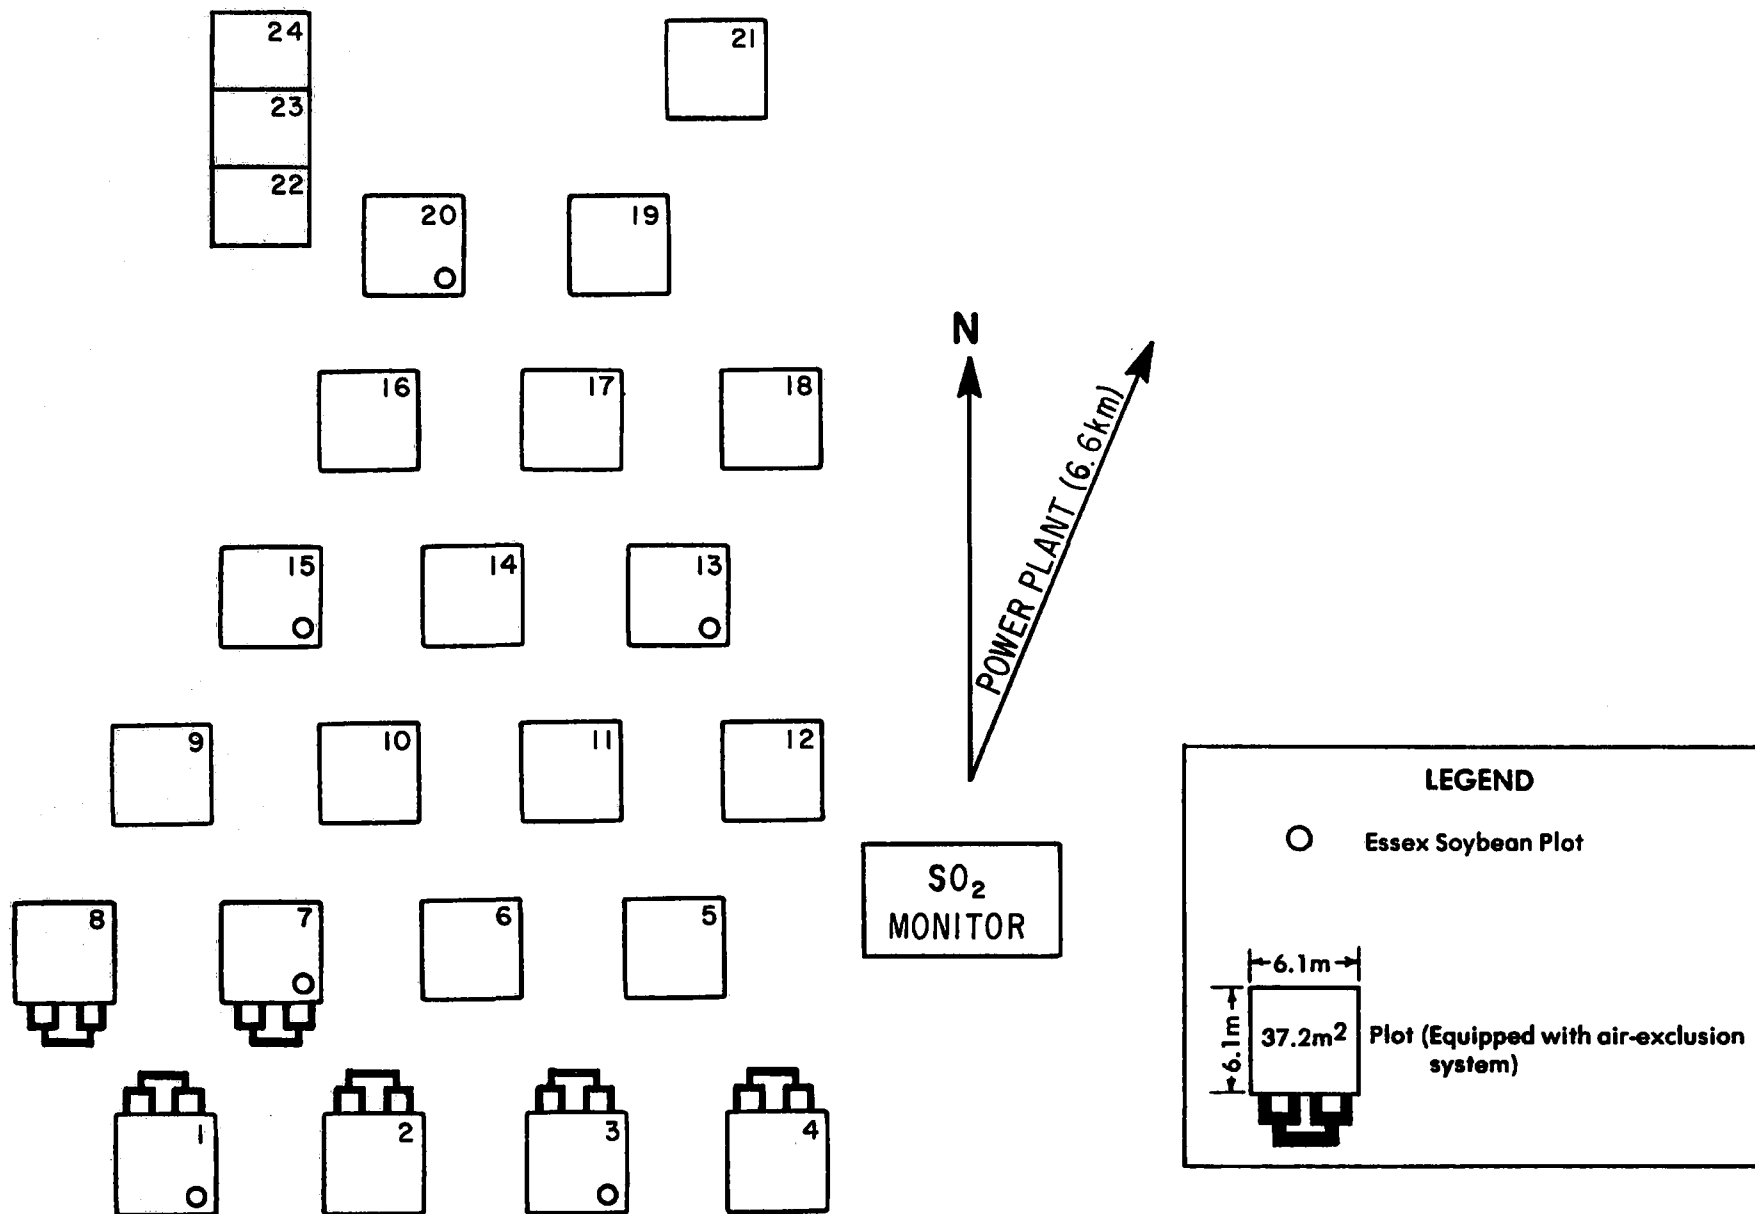 24
21
23
22
20
19
N
16
17
18
POWER PLANT (6.6km)
15
14
13
9
10
11
12
LEGEND
Essex Soybean Plot
SO₂
MONITOR
8
7
6
5
6.1m
6.1m
37.2m²
Plot (Equipped with air-exclusion
system)
1
2
3
4